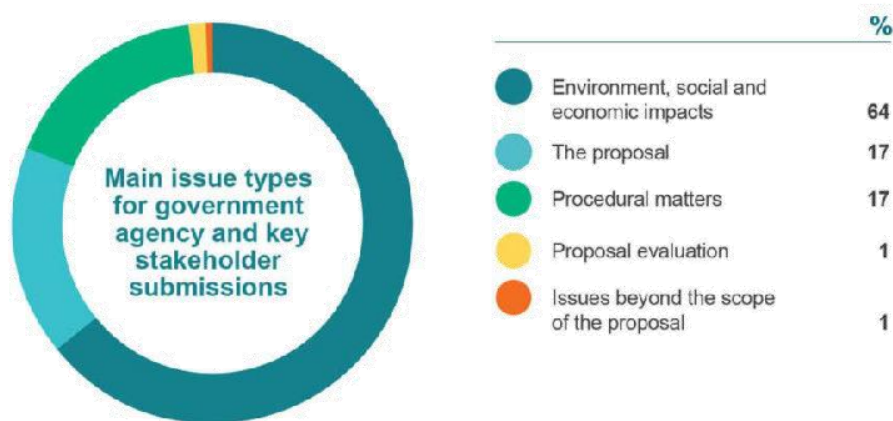 Main issue types
for government
agency and key
stakeholder
submissions
%
Environment, social and
economic impacts 64
The proposal 17
Procedural matters 17
Proposal evaluation 1
Issues beyond the scope
of the proposal 1